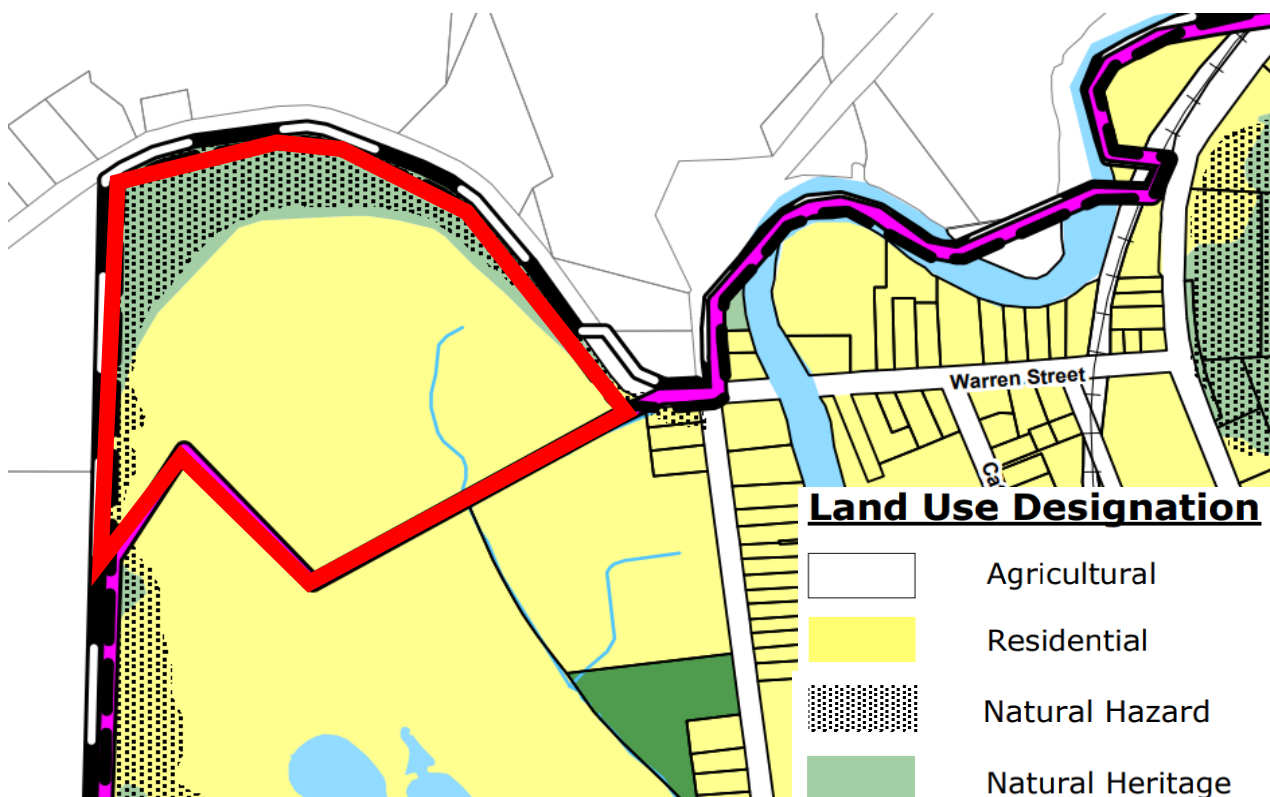 Warren Street
Land Use Designation
Agricultural
Residential
Natural Hazard
Natural Heritage